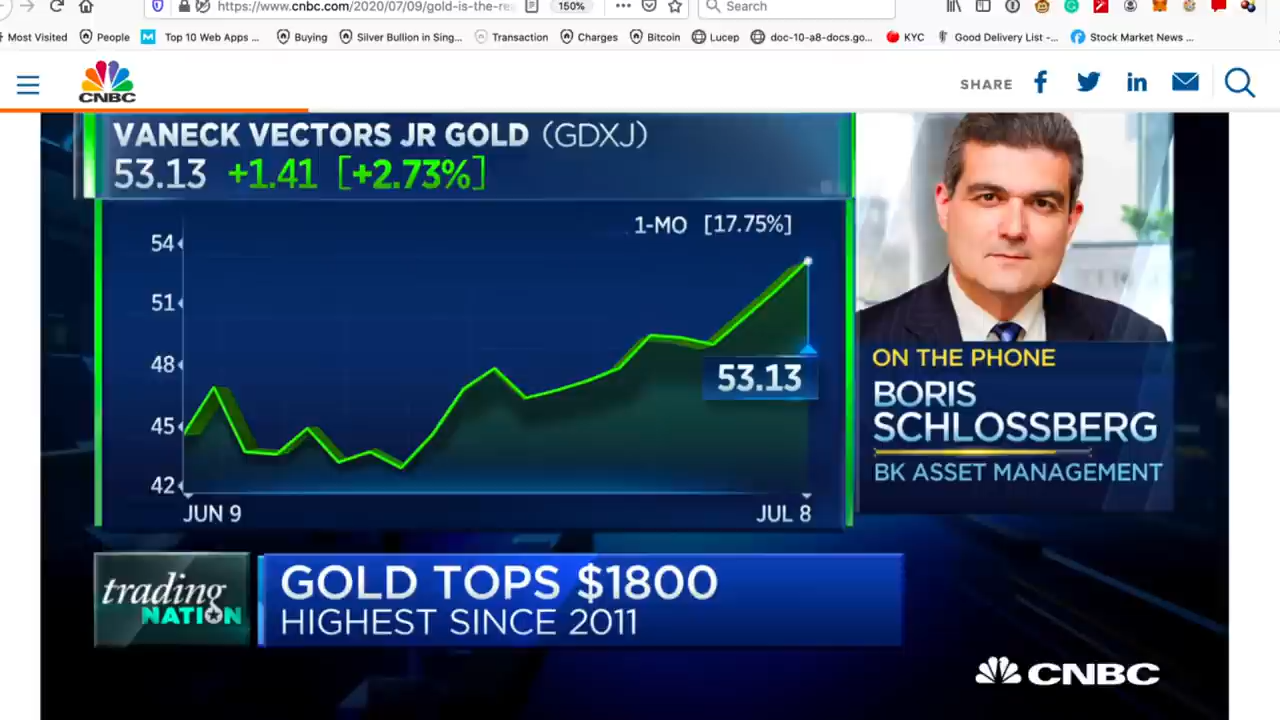 https://www.cnbc.com/2020/07/09/gold-is-the-re
150%
Search
Most Visited
People
Top 10 Web Apps ...
Buying
Silver Bullion in Sing...
Transaction
Charges
Bitcoin
Lucep
doc-10-a8-docs.go...
KYC
Good Delivery List -...
Stock Market News ...
CNBC
SHARE
VANECK VECTORS JR GOLD (GDXJ)
53.13 +1.41 [+2.73%]
1-MO [17.75%]
54
51
48
45
42
53.13
JUN 9
JUL 8
ON THE PHONE
BORIS
SCHLOSSBERG
BK ASSET MANAGEMENT
trading
NATION
GOLD TOPS $1800
HIGHEST SINCE 2011
CNBC